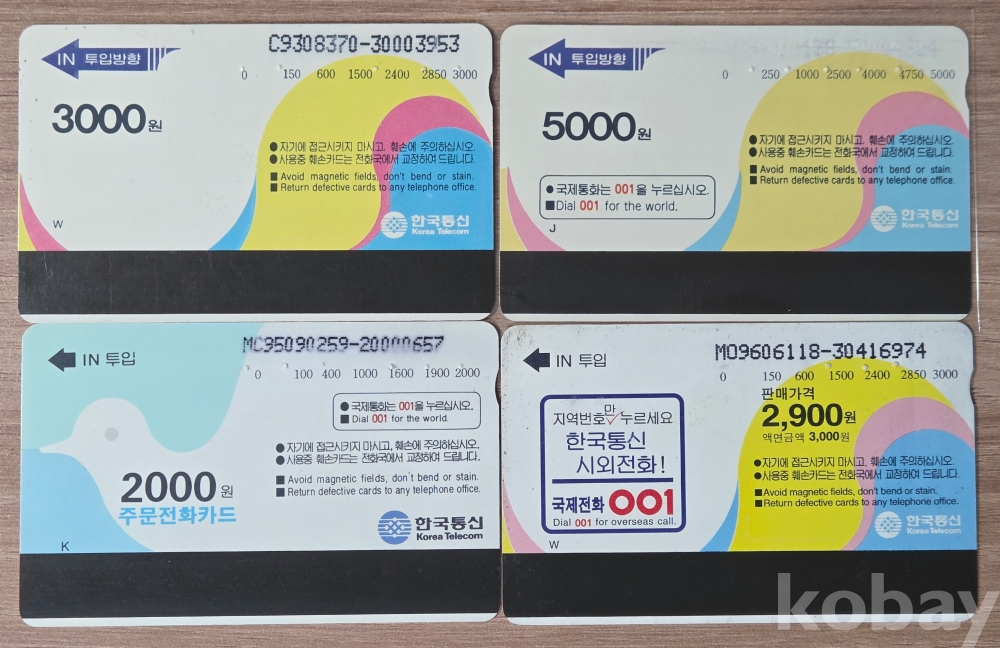 IN 투입방향
C9308370-30003953
0 150 600 1500 2400 2850 3000
3000원
● 자기에 접근시키지 마시고, 훼손에 주의하십시오.
● 사용중 훼손카드는 전화국에서 교정하여 드립니다.
■ Avoid magnetic fields, don't bend or stain.
■ Return defective cards to any telephone office.
W
한국통신
Korea Telecom
IN 투입방향
0 250 1000 2500 4000 4750 5000
5000원
● 자기에 접근시키지 마시고, 훼손에 주의하십시오.
● 사용중 훼손카드는 전화국에서 교정하여 드립니다.
■ Avoid magnetic fields, don't bend or stain.
■ Return defective cards to any telephone office.
● 국제통화는 001을 누르십시오.
■ Dial 001 for the world.
J
한국통신
Korea Telecom
IN 투입
MC95090259-20000657
0 100 400 1000 1600 1900 2000
● 국제통화는 001을 누르십시오.
■ Dial 001 for the world.
● 자기에 접근시키지 마시고, 훼손에 주의하십시오.
● 사용중 훼손카드는 전화국에서 교정하여 드립니다.
■ Avoid magnetic fields, don't bend or stain.
■ Return defective cards to any telephone office.
2000원
주문전화카드
K
한국통신
Korea Telecom
IN 투입
MO9606118-30416974
0 150 600 1500 2400 2850 3000
판매가격
2,900원
액면금액 3,000원
지역번호만 누르세요
한국통신
시외전화!
국제전화 001
Dial 001 for overseas call.
● 자기에 접근시키지 마시고, 훼손에 주의하십시오.
● 사용중 훼손카드는 전화국에서 교정하여 드립니다.
■ Avoid magnetic fields, don't bend or stain.
■ Return defective cards to any telephone office.
W
한국통신
Korea Telecom
kobay